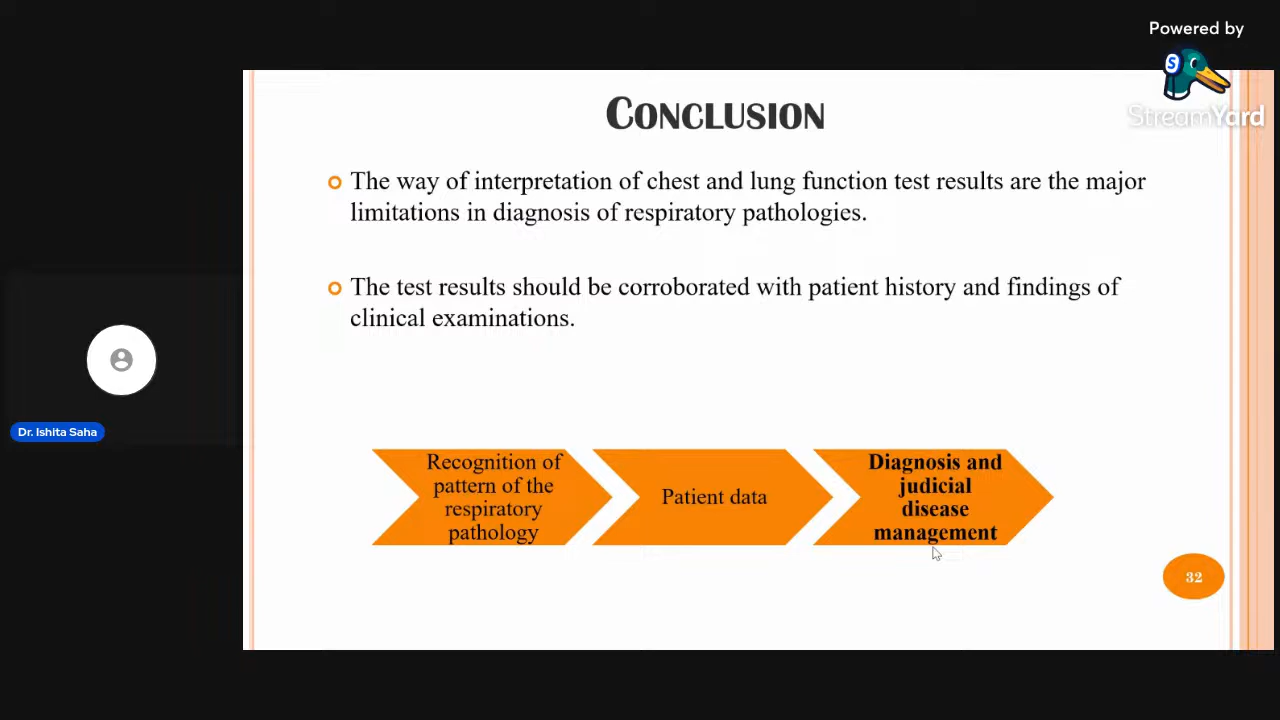 Powered by
S
StreamYard
CONCLUSION
The way of interpretation of chest and lung function test results are the major
limitations in diagnosis of respiratory pathologies.
The test results should be corroborated with patient history and findings of
clinical examinations.
Dr. Ishita Saha
Recognition of
pattern of the
respiratory
pathology
Patient data
Diagnosis and
judicial
disease
management
32